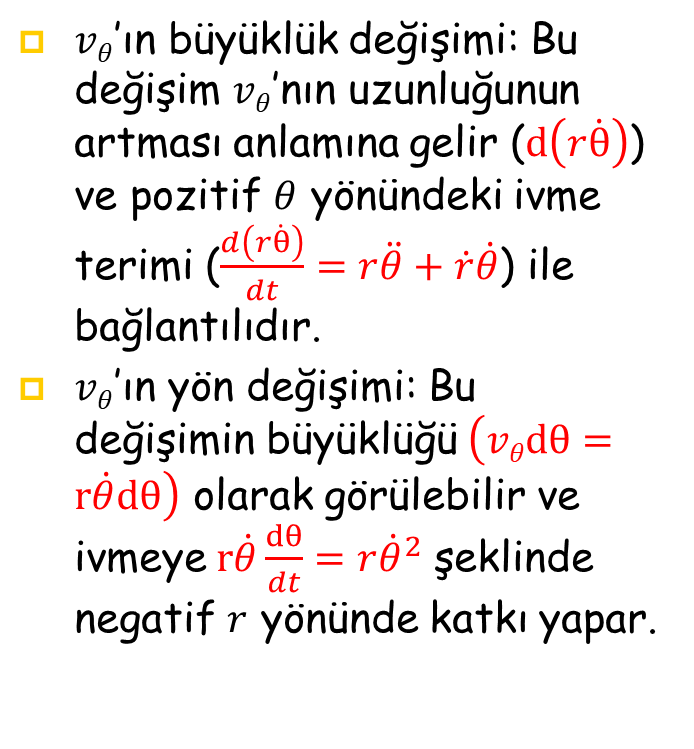 v_θ'ın büyüklük değişimi: Bu
değişim v_θ'nın uzunluğunun
artması anlamına gelir (d(rθ̇))
ve pozitif θ yönündeki ivme
terimi (d(rθ̇)/dt = rθ̈ + ṙθ̇) ile
bağlantılıdır.
v_θ'ın yön değişimi: Bu
değişimin büyüklüğü (v_θdθ =
rθ̇dθ) olarak görülebilir ve
ivmeye rθ̇ dθ/dt = rθ̇² şeklinde
negatif r yönünde katkı yapar.